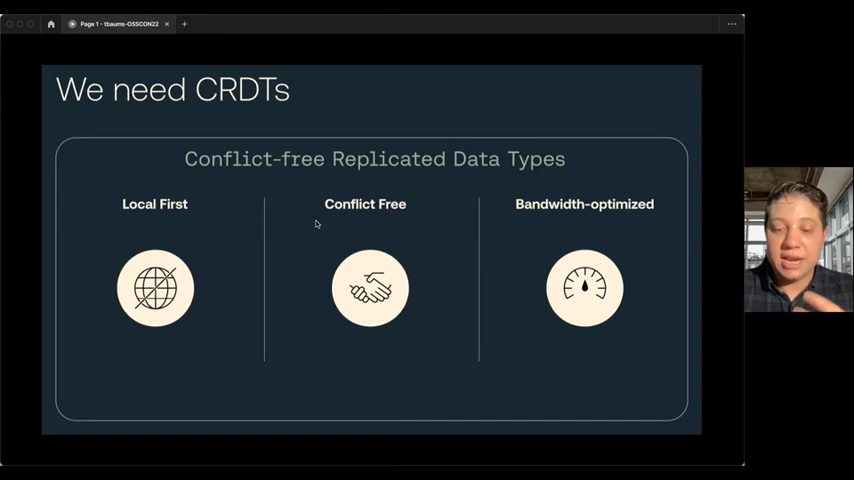 Page 1 - tbaums-OSSCON22
We need CRDTs
Conflict-free Replicated Data Types
Local First
Conflict Free
Bandwidth-optimized